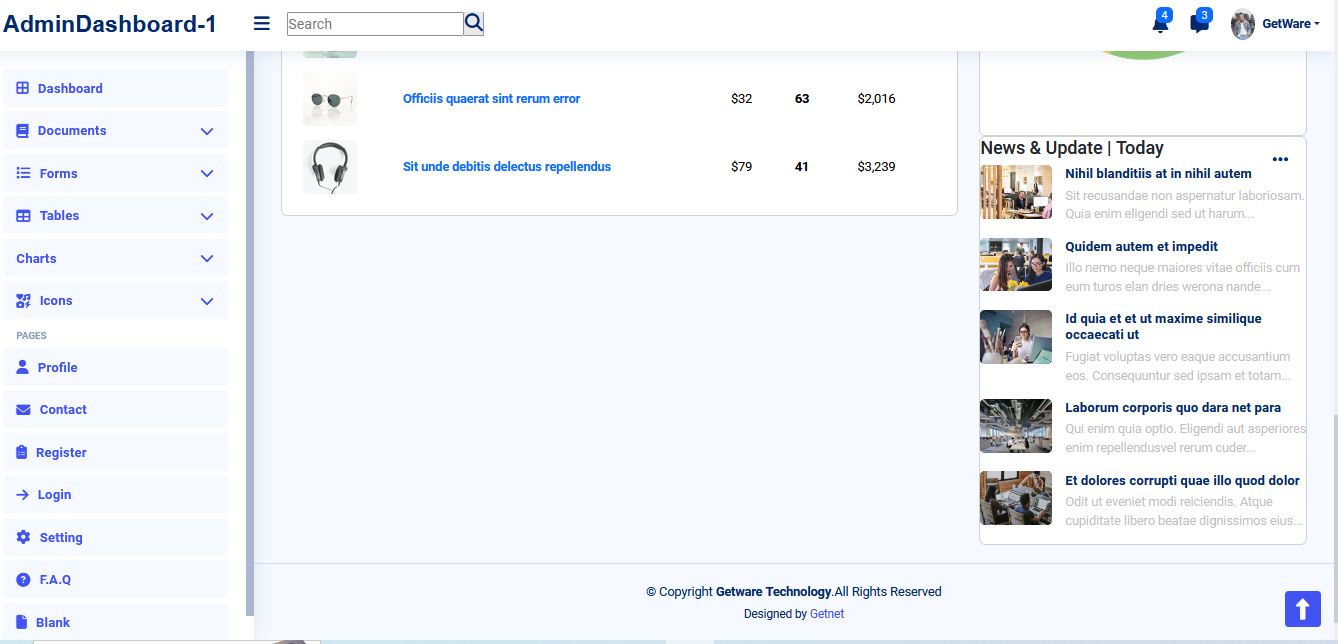 AdminDashboard-1
Search
4
3
GetWare
Dashboard
Documents
Forms
Tables
Charts
Icons
PAGES
Profile
Contact
Register
Login
Setting
F.A.Q
Blank
Officiis quaerat sint rerum error $32 63 $2,016
Sit unde debitis delectus repellendus $79 41 $3,239
News & Update | Today
Nihil blanditiis at in nihil autem
Sit recusandae non aspernatur laboriosam.
Quia enim eligendi sed ut harum...
Quidem autem et impedit
Illo nemo neque maiores vitae officiis cum
eum turos elan dries werona nande...
Id quia et et ut maxime similique
occaecati ut
Fugiat voluptas vero eaque accusantium
eos. Consequuntur sed ipsam et totam...
Laborum corporis quo dara net para
Qui enim quia optio. Eligendi aut asperiores
enim repellendusvel rerum cuder...
Et dolores corrupti quae illo quod dolor
Odit ut eveniet modi reiciendis. Atque
cupiditate libero beatae dignissimos eius...
© Copyright Getware Technology.All Rights Reserved
Designed by Getnet